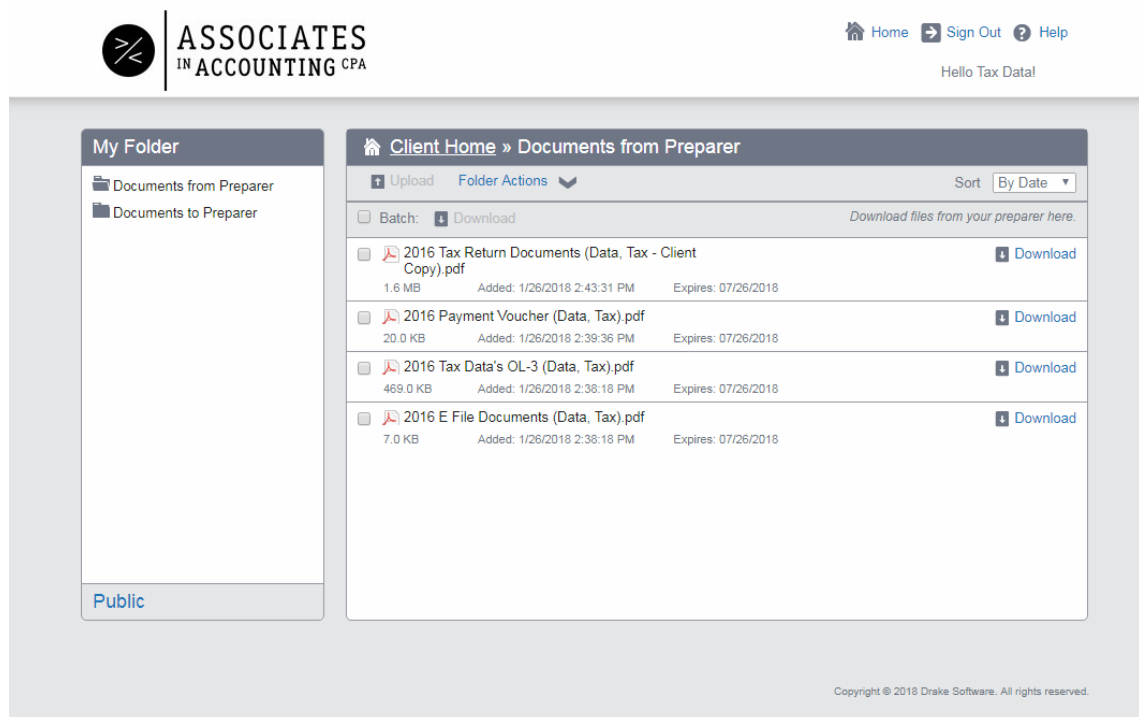 ASSOCIATES
IN ACCOUNTING CPA
Home Sign Out Help
Hello Tax Data!
My Folder
Documents from Preparer
Documents to Preparer
Public
Client Home » Documents from Preparer
Upload Folder Actions Sort By Date
Batch: Download Download files from your preparer here.
2016 Tax Return Documents (Data, Tax - Client
Copy).pdf
Download
1.6 MB Added: 1/26/2018 2:43:31 PM Expires: 07/26/2018
2016 Payment Voucher (Data, Tax).pdf Download
20.0 KB Added: 1/26/2018 2:39:36 PM Expires: 07/26/2018
2016 Tax Data's OL-3 (Data, Tax).pdf Download
469.0 KB Added: 1/26/2018 2:38:18 PM Expires: 07/26/2018
2016 E File Documents (Data, Tax).pdf Download
7.0 KB Added: 1/26/2018 2:38:18 PM Expires: 07/26/2018
Copyright © 2018 Drake Software. All rights reserved.